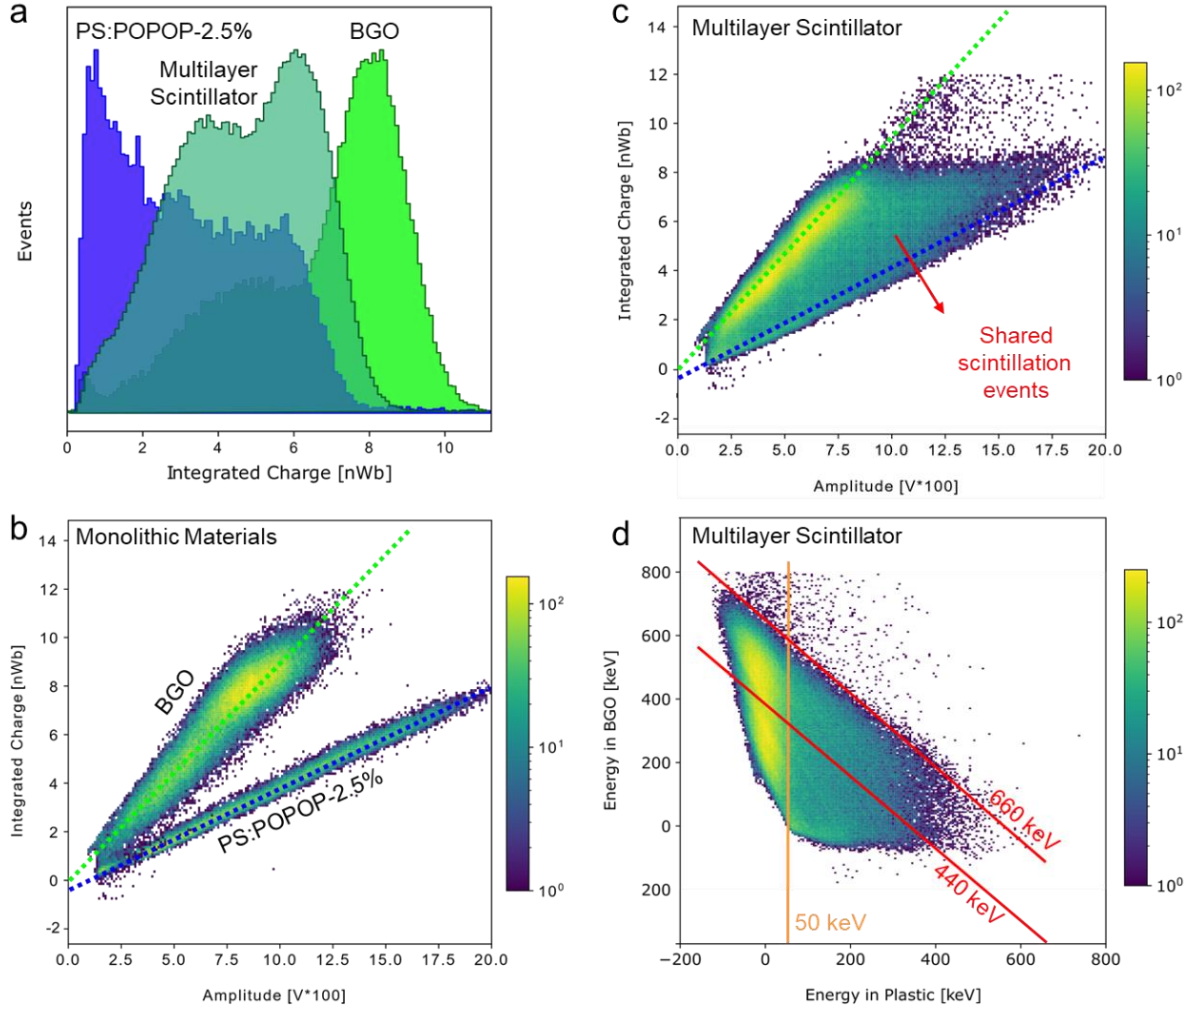 a
PS:POPOP-2.5%
BGO
Multilayer
Scintillator
Events
0
2
4
6
8
10
Integrated Charge [nWb]
b
Monolithic Materials
14
12
10
8
6
4
2
0
-2
Integrated Charge [nWb]
BGO
PS:POPOP-2.5%
0.0
2.5
5.0
7.5
10.0
12.5
15.0
17.5
20.0
Amplitude [V*100]
10²
10¹
10⁰
c
Multilayer Scintillator
14
12
10
8
6
4
2
0
-2
Integrated Charge [nWb]
Shared
scintillation
events
0.0
2.5
5.0
7.5
10.0
12.5
15.0
17.5
20.0
Amplitude [V*100]
10²
10¹
10⁰
d
Multilayer Scintillator
800
600
400
200
0
200
Energy in BGO [keV]
660 keV
440 keV
50 keV
−200
0
200
400
600
800
Energy in Plastic [keV]
10²
10¹
10⁰